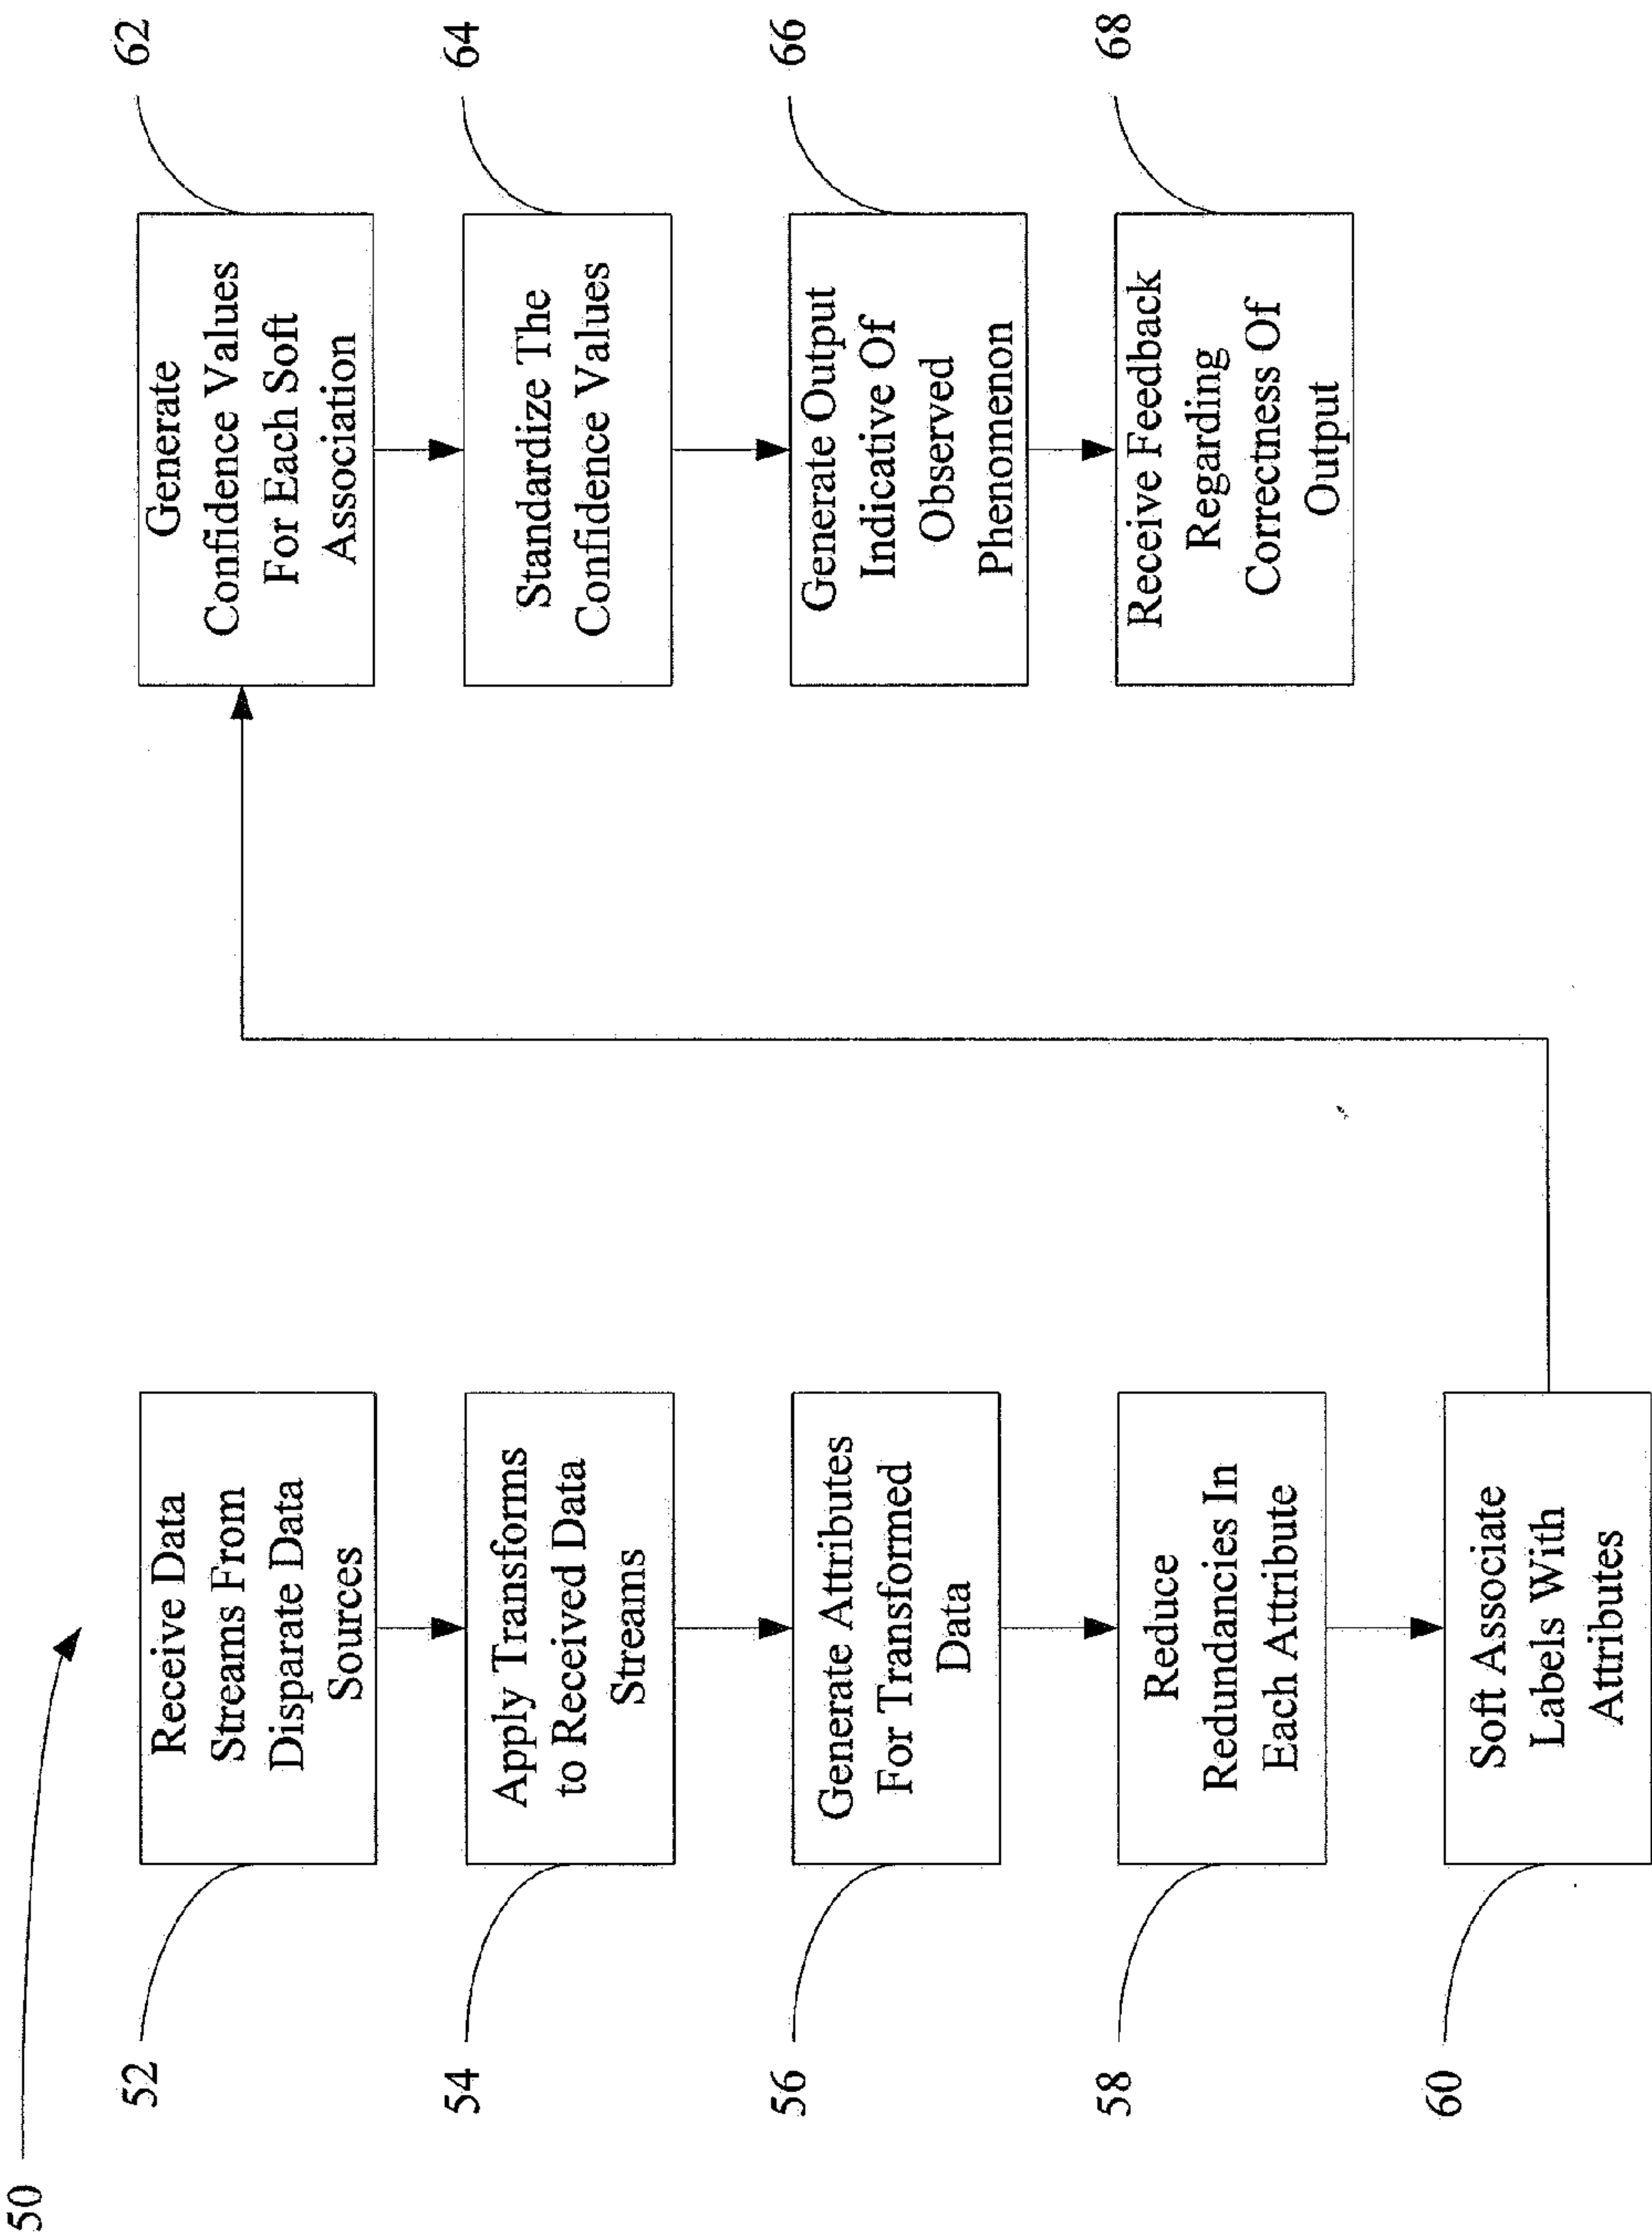 50
52
Receive Data
Streams From
Disparate Data
Sources
54
Apply Transforms
to Received Data
Streams
56
Generate Attributes
For Transformed
Data
58
Reduce
Redundancies In
Each Attribute
60
Soft Associate
Labels With
Attributes
62
Generate
Confidence Values
For Each Soft
Association
64
Standardize The
Confidence Values
66
Generate Output
Indicative Of
Observed
Phenomenon
68
Receive Feedback
Regarding
Correctness Of
Output